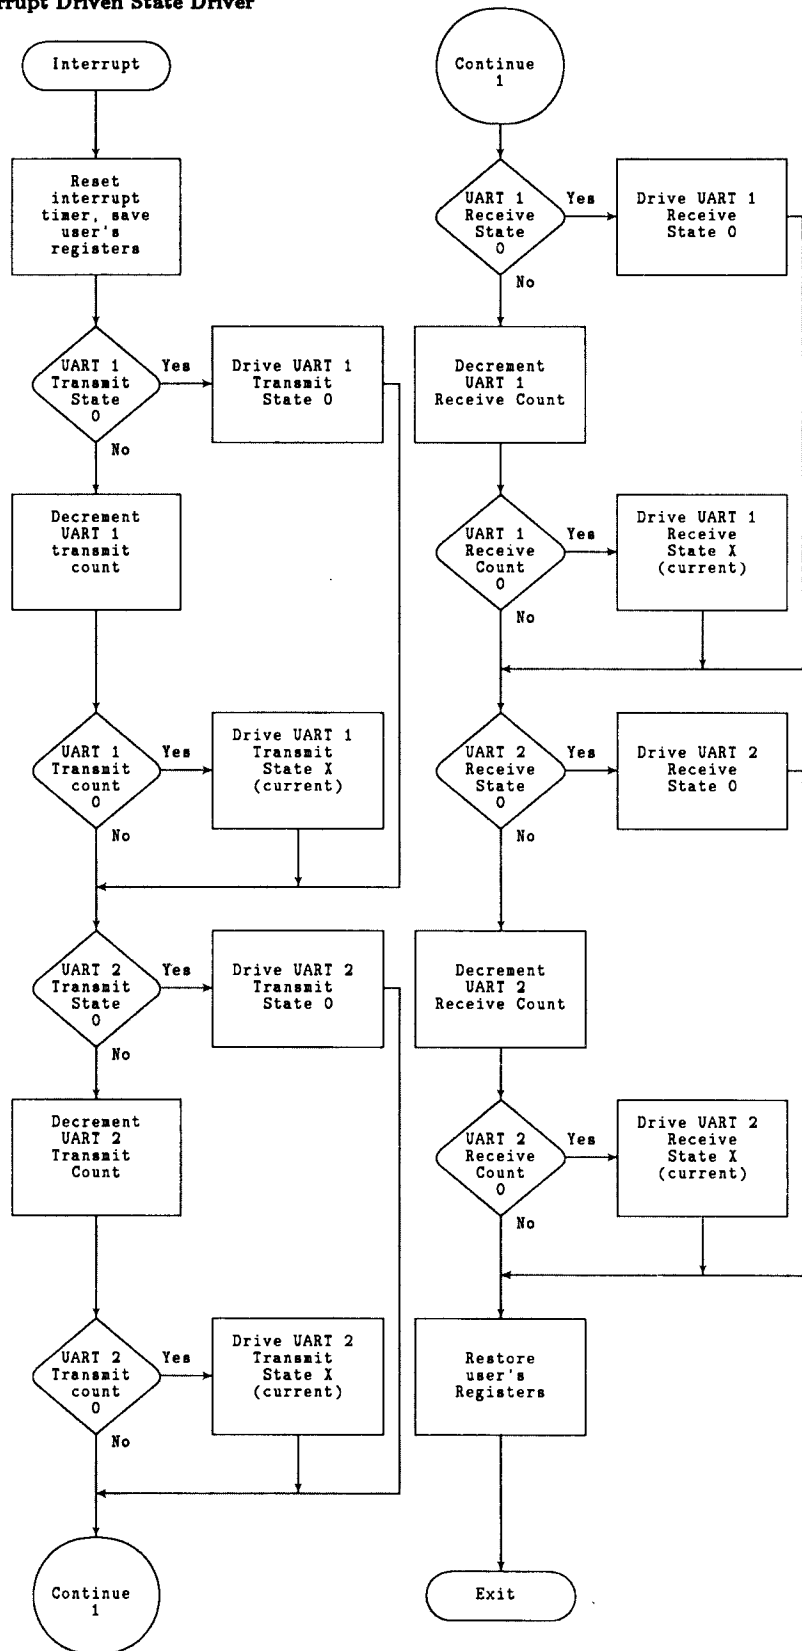 rrupt Driven State Driver
Interrupt
Reset
interrupt
timer, save
user's
registers
UART 1
Transmit
State
0
Yes
No
Drive UART 1
Transmit
State 0
Decrement
UART 1
transmit
count
UART 1
Transmit
count
0
Yes
No
Drive UART 1
Transmit
State X
(current)
UART 2
Transmit
State
0
Yes
No
Drive UART 2
Transmit
State 0
Decrement
UART 2
Transmit
Count
UART 2
Transmit
count
0
Yes
No
Drive UART 2
Transmit
State X
(current)
Continue
1
Continue
1
UART 1
Receive
State
0
Yes
No
Drive UART 1
Receive
State 0
Decrement
UART 1
Receive Count
UART 1
Receive
Count
0
Yes
No
Drive UART 1
Receive
State X
(current)
UART 2
Receive
State
0
Yes
No
Drive UART 2
Receive
State 0
Decrement
UART 2
Receive Count
UART 2
Receive
Count
0
Yes
No
Drive UART 2
Receive
State X
(current)
Restore
user's
Registers
Exit